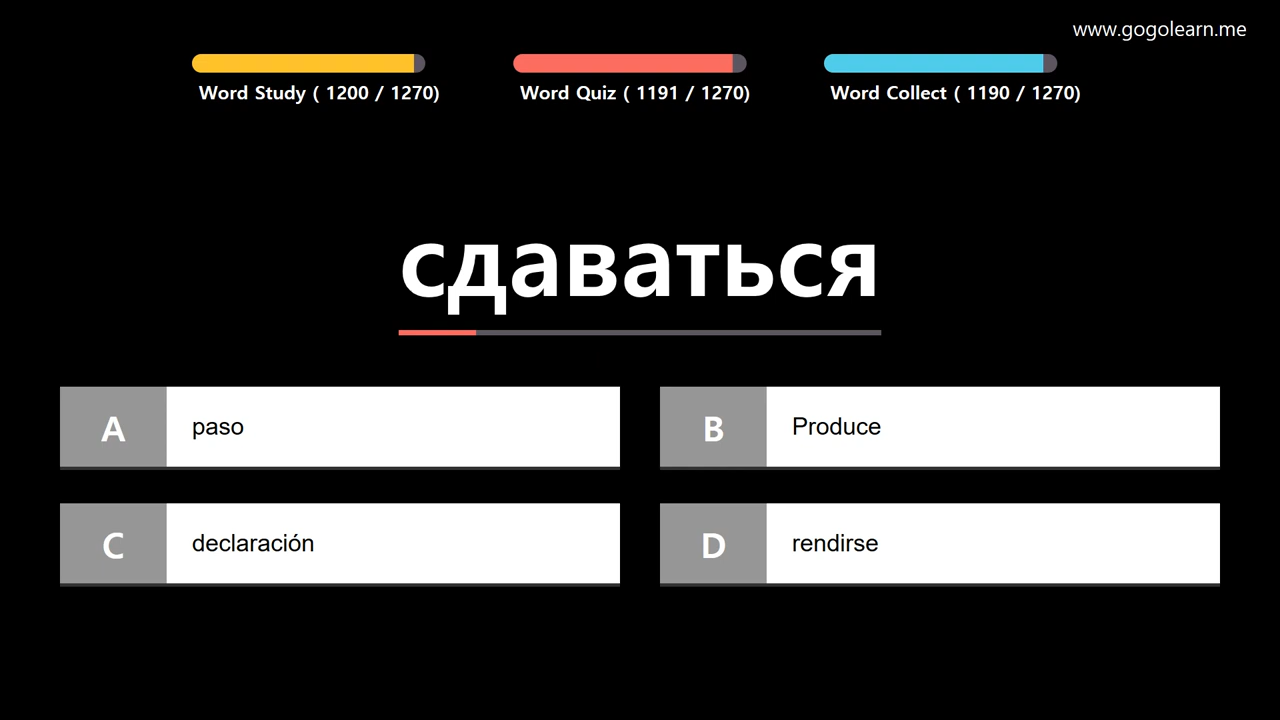 www.gogolearn.me
Word Study ( 1200 / 1270)
Word Quiz ( 1191 / 1270)
Word Collect ( 1190 / 1270)
сдаваться
A
paso
B
Produce
C
declaración
D
rendirse